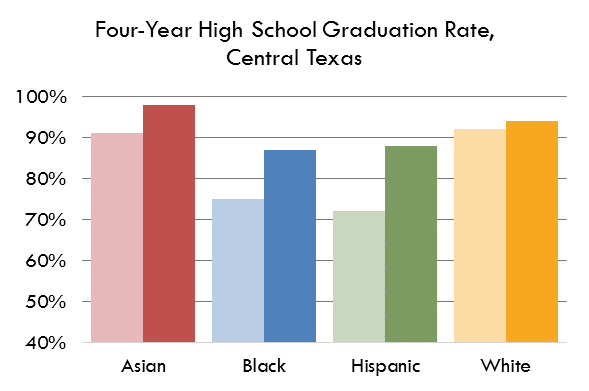 Four-Year High School Graduation Rate,
Central Texas
100%
90%
80%
70%
60%
50%
40%
Asian Black Hispanic White